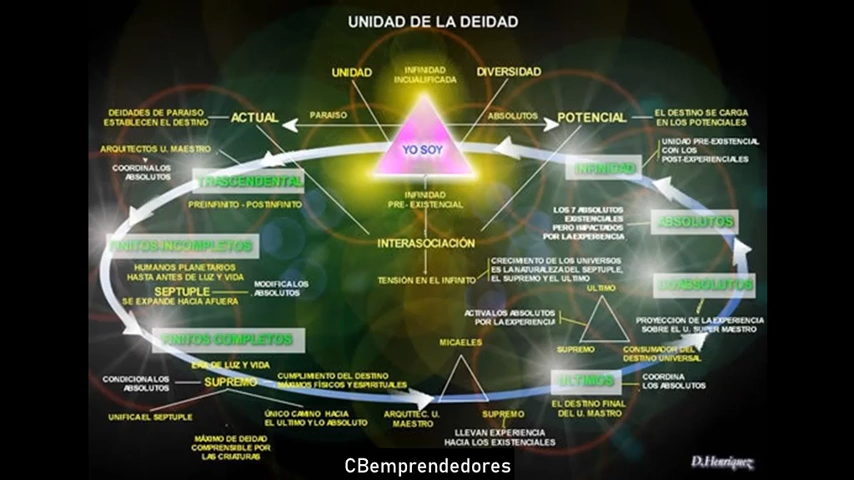 UNIDAD DE LA DEIDAD
UNIDAD
INFINIDAD
INCUALIFICADA
DIVERSIDAD
DEIDADES DE PARAISO
ESTABLECEN EL DESTINO
ACTUAL
PARAISO
ABSOLUTOS
POTENCIAL
EL DESTINO SE CARGA
EN LOS POTENCIALES
YO SOY
ARQUITECTOS U. MAESTRO
COORDINA LOS
ABSOLUTOS
UNIDAD PRE-EXISTENCIAL
CON LOS
POST-EXPERIENCIALES
INFINIDAD
TRASCENDENTAL
PREINFINITO - POSTINFINITO
INFINIDAD
PRE- EXISTENCIAL
LOS 7 ABSOLUTOS
EXISTENCIALES
PERO IMPACTADOS
POR LA EXPERIENCIA
ABSOLUTOS
FINITOS INCOMPLETOS
INTERASOCIACIÓN
HUMANOS PLANETARIOS
HASTA ANTES DE LUZ Y VIDA
SEPTUPLE
SE EXPANDE HACIA AFUERA
MODIFICA LOS
ABSOLUTOS
TENSIÓN EN EL INFINITO
CRECIMIENTO DE LOS UNIVERSOS
ES LA NATURALEZA DEL SEPTUPLE,
EL SUPREMO Y EL ULTIMO
ULTIMO
ACTIVA LOS ABSOLUTOS
POR LA EXPERIENCIA
PROYECCION DE LA EXPERIENCIA
SOBRE EL U. SUPER MAESTRO
FINITOS COMPLETOS
MICAELES
SUPREMO
CONSUMADOR DEL
DESTINO UNIVERSAL
ERA DE LUZ Y VIDA
CONDICIONA LOS
ABSOLUTOS
SUPREMO
CUMPLIMIENTO DEL DESTINO
MÁXIMOS FÍSICOS Y ESPIRITUALES
ULTIMOS
COORDINA
LOS ABSOLUTOS
UNIFICA EL SEPTUPLE
ÚNICO CAMINO HACIA
EL ULTIMO Y LO ABSOLUTO
ARQUITEC. U.
MAESTRO
SUPREMO
EL DESTINO FINAL
DEL U. MASTRO
LLEVAN EXPERIENCIA
HACIA LOS EXISTENCIALES
MÁXIMO DE DEIDAD
COMPRENSIBLE POR
LAS CRIATURAS
D.Henríquez
CBemprendedores